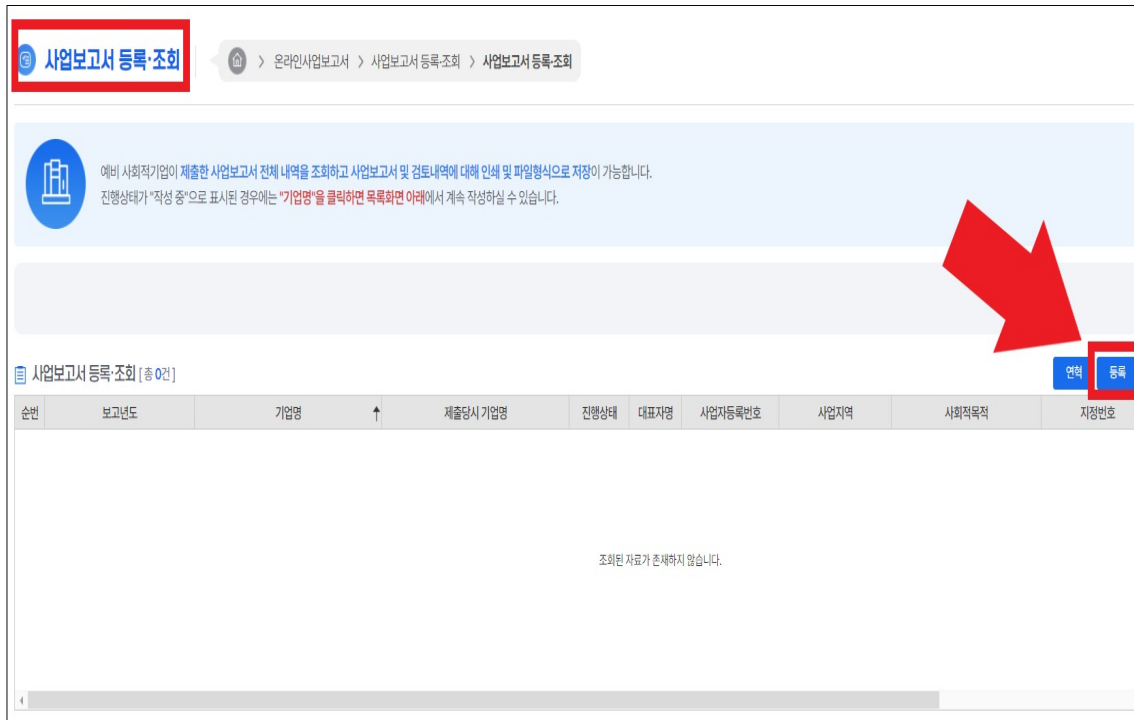 사업보고서 등록·조회
> 온라인사업보고서 > 사업보고서 등록·조회 > 사업보고서 등록·조회
예비 사회적기업이 제출한 사업보고서 전체 내역을 조회하고 사업보고서 및 검토내역에 대해 인쇄 및 파일형식으로 저장이 가능합니다.
진행상태가 "작성 중"으로 표시된 경우에는 "기업명"을 클릭하면 목록화면 아래에서 계속 작성하실 수 있습니다.
사업보고서 등록·조회 [ 총 0건 ]
연혁 등록
순번 보고년도 기업명 제출당시 기업명 진행상태 대표자명 사업자등록번호 사업지역 사회적목적 지정번호
조회된 자료가 존재하지 않습니다.